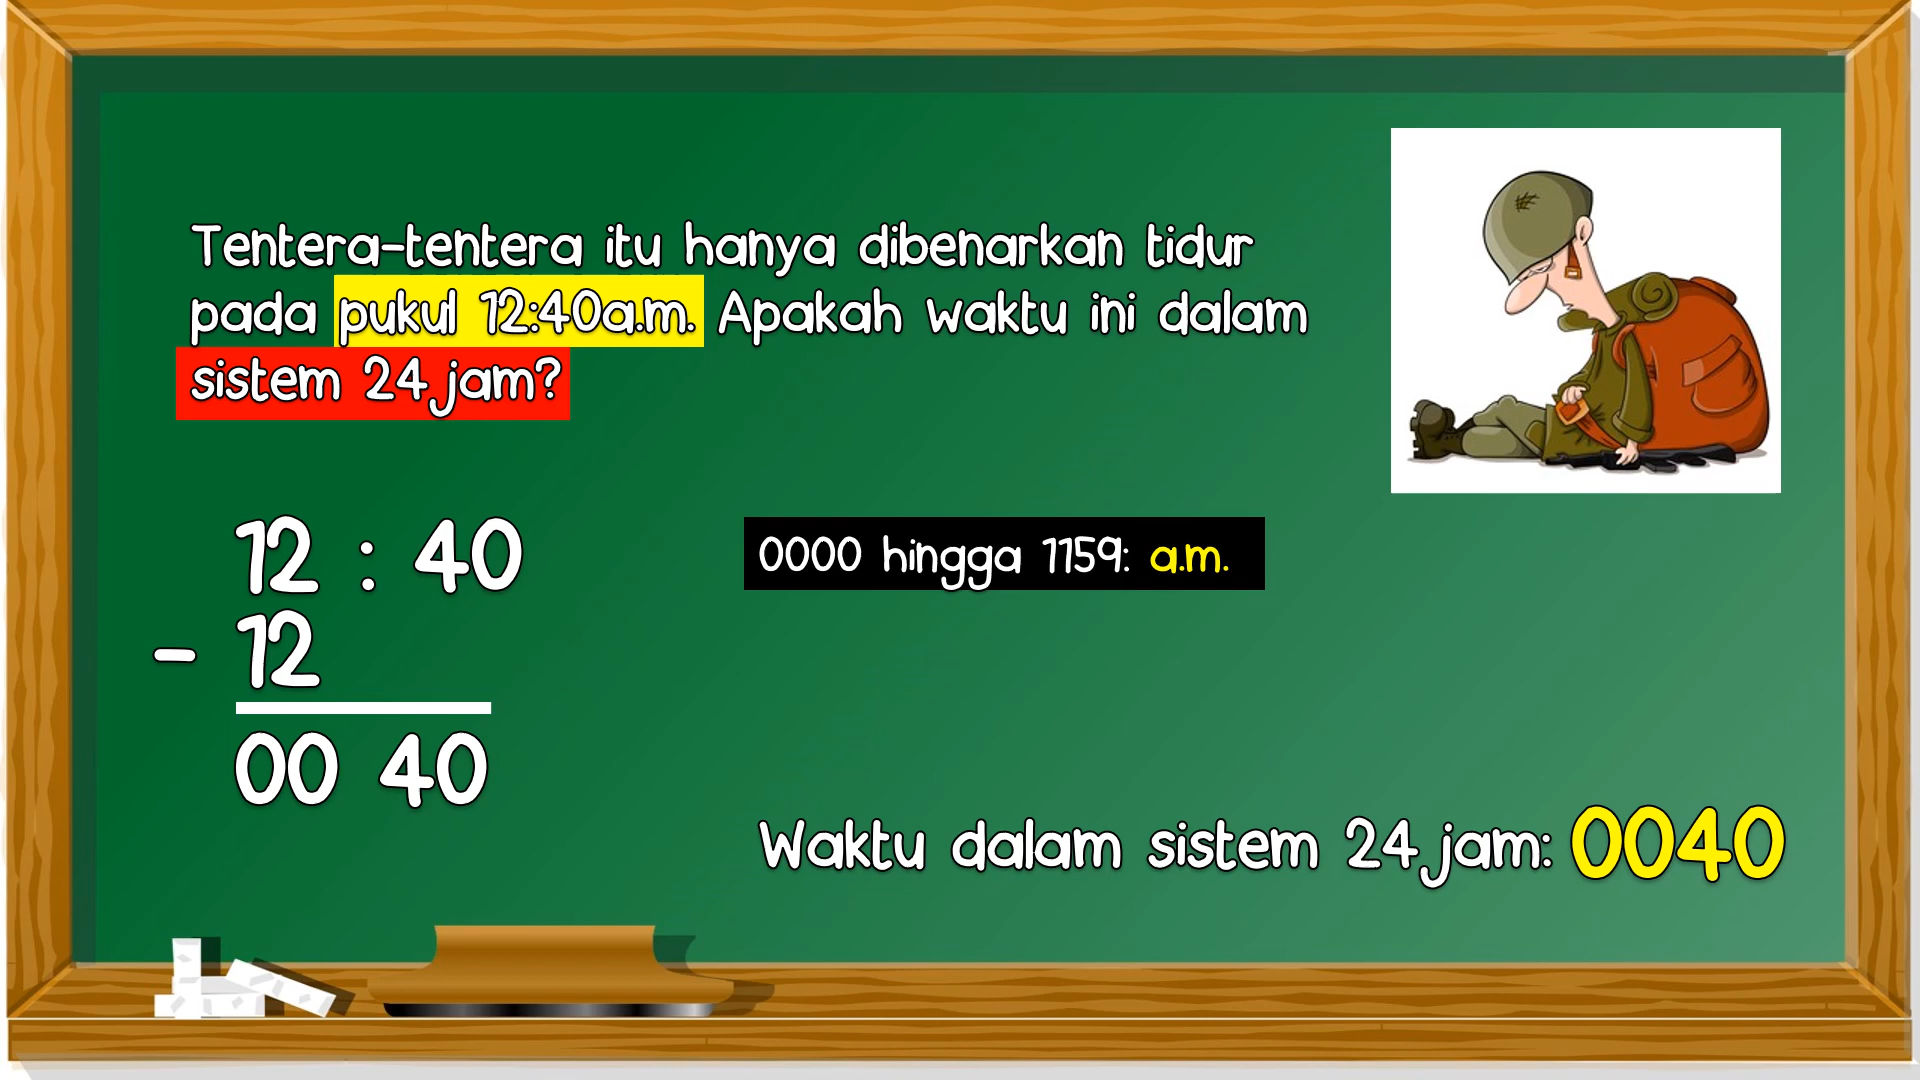 Tentera-tentera itu hanya dibenarkan tidur
pada pukul 12:40a.m. Apakah waktu ini dalam
sistem 24 jam?
12 : 40
- 12
00 40
0000 hingga 1159: a.m.
Waktu dalam sistem 24 jam: 0040